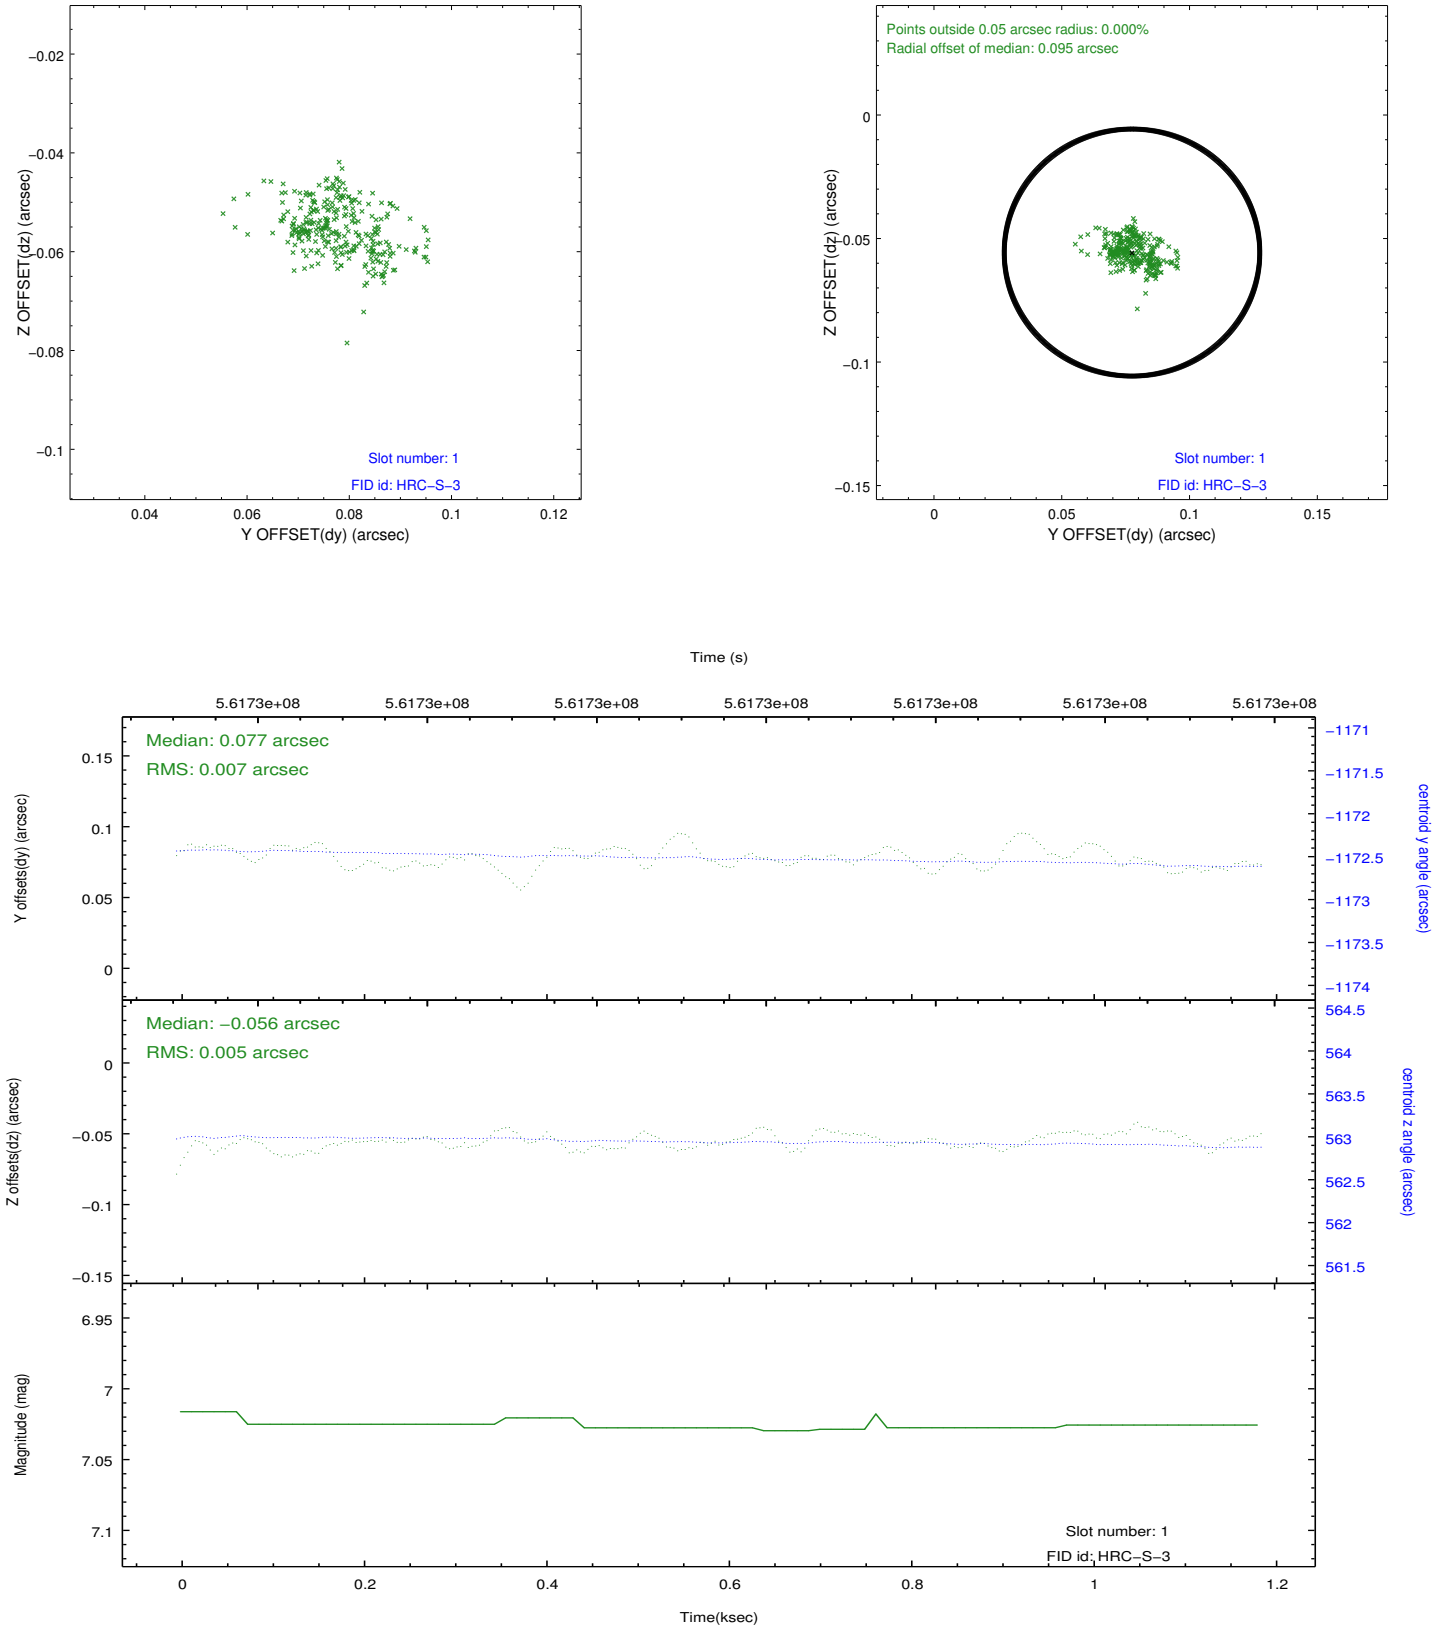 −0.02
−0.04
−0.06
−0.08
−0.1
Z OFFSET(dz) (arcsec)
Slot number: 1
FID id: HRC−S−3
0.04
0.06
0.08
0.1
0.12
Y OFFSET(dy) (arcsec)
Points outside 0.05 arcsec radius: 0.000%
Radial offset of median: 0.095 arcsec
0
−0.05
−0.1
−0.15
Z OFFSET(dz) (arcsec)
Slot number: 1
FID id: HRC−S−3
0
0.05
0.1
0.15
Y OFFSET(dy) (arcsec)
Time (s)
5.6173e+08
5.6173e+08
5.6173e+08
5.6173e+08
5.6173e+08
5.6173e+08
5.6173e+08
Median: 0.077 arcsec
RMS: 0.007 arcsec
0.15
0.1
0.05
0
Y offsets(dy) (arcsec)
−1171
−1171.5
−1172
−1172.5
−1173
−1173.5
−1174
centroid y angle (arcsec)
Median: −0.056 arcsec
RMS: 0.005 arcsec
0
−0.05
−0.1
−0.15
Z offsets(dz) (arcsec)
564.5
564
563.5
563
562.5
562
561.5
centroid z angle (arcsec)
6.95
7
7.05
7.1
Magnitude (mag)
Slot number: 1
FID id: HRC−S−3
0
0.2
0.4
0.6
0.8
1
1.2
Time(ksec)